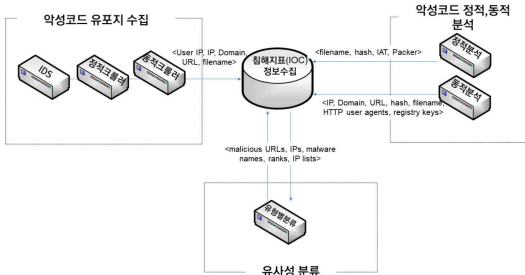 악성코드 유포지 수집
IDS
정적크롤러
동적크롤러
<User IP, IP, Domain,
URL, filename>
침해지표(IOC)
정보수집
악성코드 정적,동적
분석
<filename, hash, IAT, Packer>
정적분석
<IP, Domain, URL, hash, filename,
HTTP user agents, registry keys>
동적분석
<malicious URLs, IPs, malware
names, ranks, IP lists>
유형별분류
유사성 분류